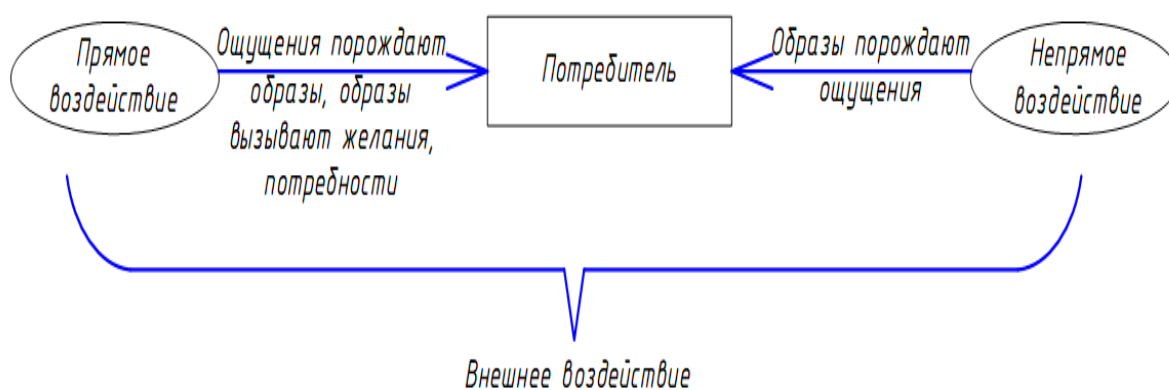 Прямое
воздействие
Ощущения порождают
образы, образы
вызывают желания,
потребности
Потребитель
Образы порождают
ощущения
Непрямое
воздействие
Внешнее воздействие